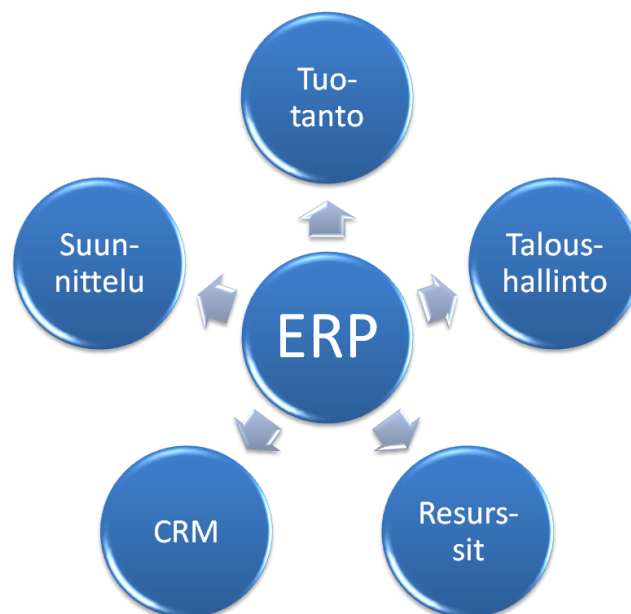 Tuo-
tanto
Suun-
nittelu
Talous-
hallinto
ERP
CRM
Resurs-
sit